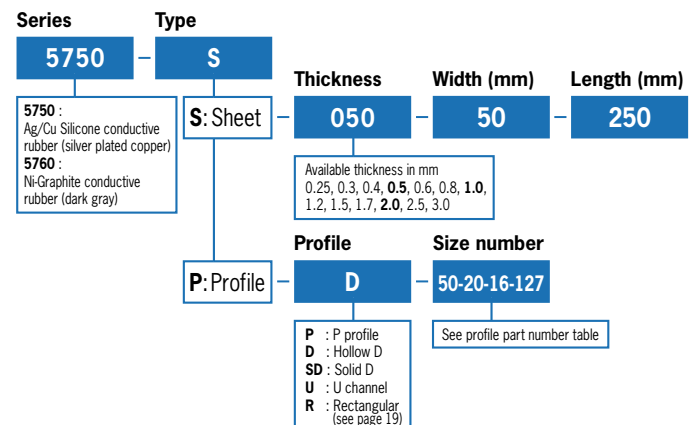 Series Type
5750 – S
5750 :
Ag/Cu Silicone conductive
rubber (silver plated copper)
5760 :
Ni-Graphite conductive
rubber (dark gray)
Thickness Width (mm) Length (mm)
S: Sheet – 050 – 50 – 250
Available thickness in mm
0.25, 0.3, 0.4, 0.5, 0.6, 0.8, 1.0,
1.2, 1.5, 1.7, 2.0, 2.5, 3.0
Profile Size number
P: Profile – D – 50-20-16-127
P : P profile
D : Hollow D
SD : Solid D
U : U channel
R : Rectangular
(see page 19)
See profile part number table